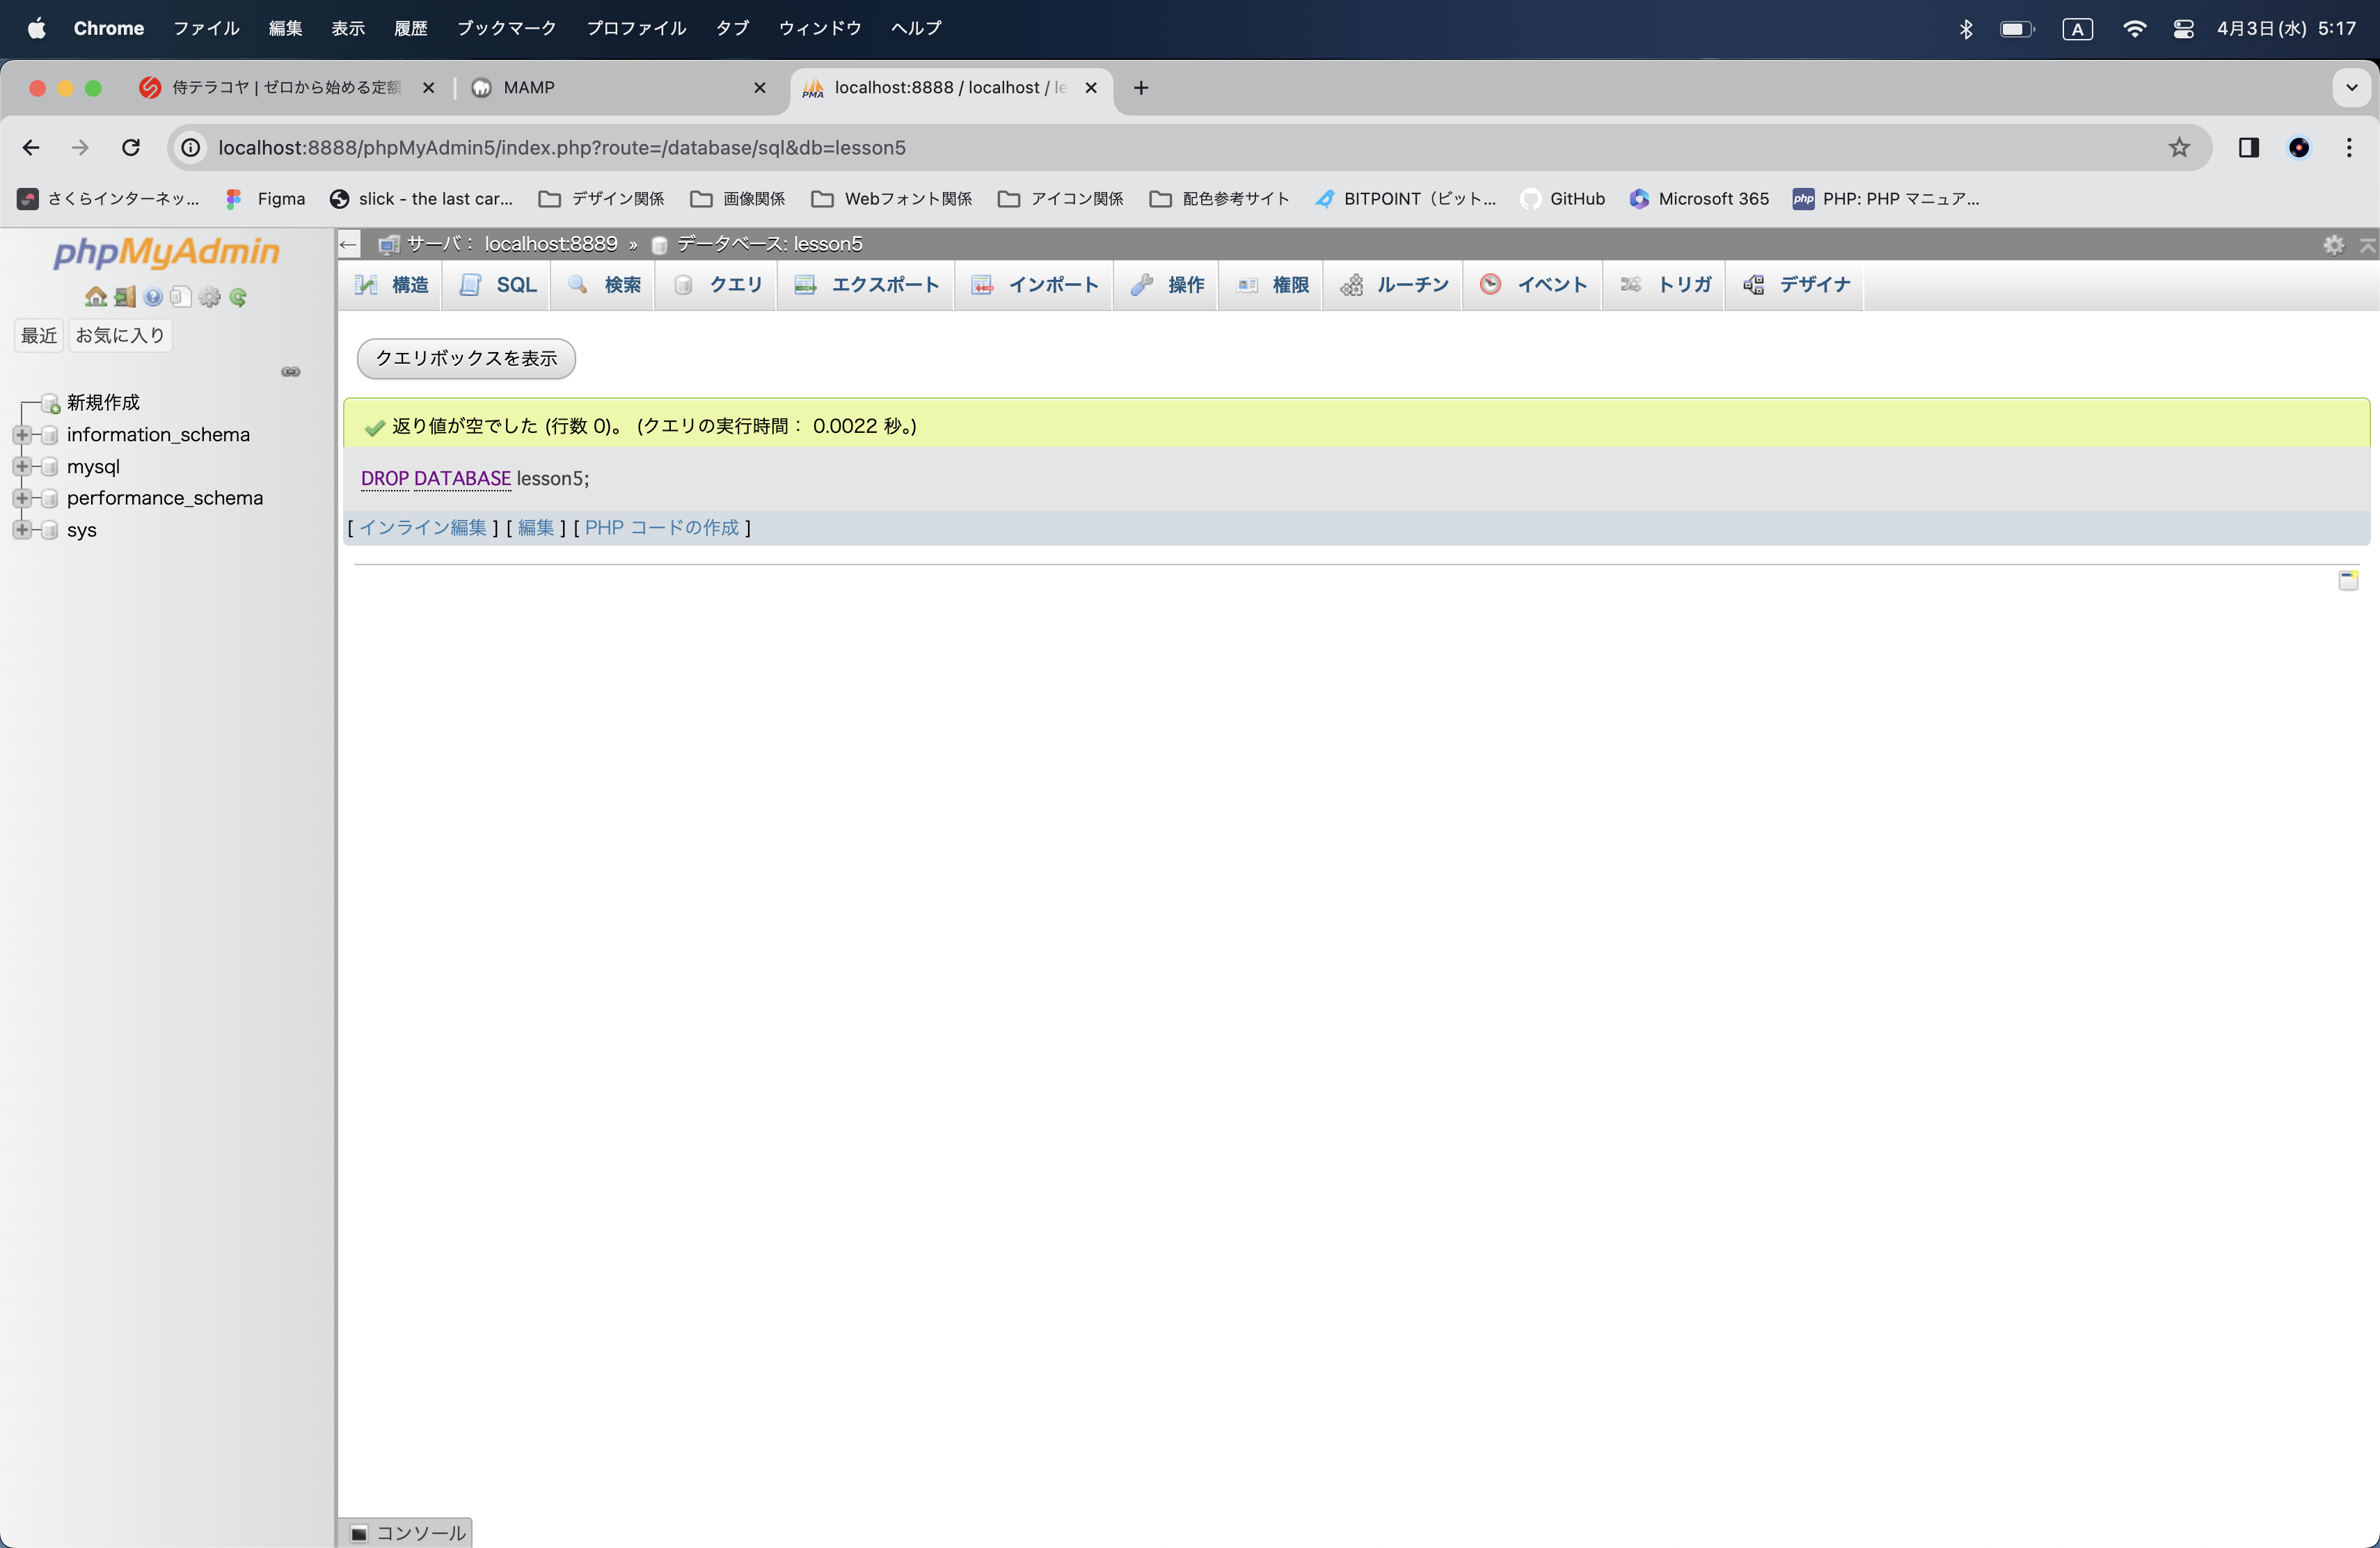 Chrome ファイル 編集 表示 履歴 ブックマーク プロファイル タブ ウィンドウ ヘルプ A 4月3日(水) 5:17
侍テラコヤ | ゼロから始める定額 MAMP PMA localhost:8888 / localhost / le
localhost:8888/phpMyAdmin5/index.php?route=/database/sql&db=lesson5
さくらインターネッ... Figma slick - the last car... デザイン関係 画像関係 Webフォント関係 アイコン関係 配色参考サイト BITPOINT（ビット... GitHub Microsoft 365 php PHP: PHP マニュア...
phpMyAdmin
最近 お気に入り
新規作成
information_schema
mysql
performance_schema
sys
サーバ： localhost:8889 » データベース: lesson5
構造 SQL 検索 クエリ エクスポート インポート 操作 権限 ルーチン イベント トリガ デザイナ
クエリボックスを表示
返り値が空でした (行数 0)。 (クエリの実行時間： 0.0022 秒。)
DROP DATABASE lesson5;
[ インライン編集 ] [ 編集 ] [ PHP コードの作成 ]
コンソール